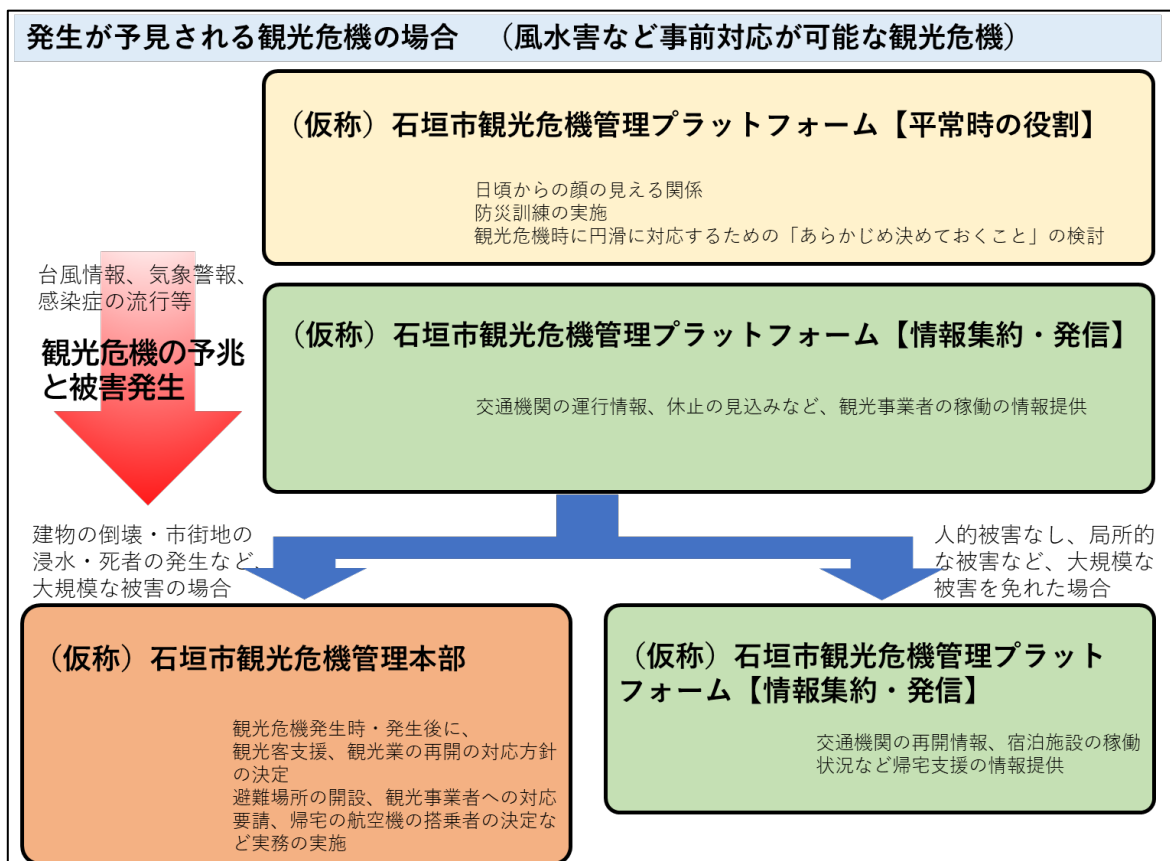 発生が予見される観光危機の場合　（風水害など事前対応が可能な観光危機）
（仮称）石垣市観光危機管理プラットフォーム【平常時の役割】
日頃からの顔の見える関係
防災訓練の実施
観光危機時に円滑に対応するための「あらかじめ決めておくこと」の検討
台風情報、気象警報、
感染症の流行等
観光危機の予兆
と被害発生
（仮称）石垣市観光危機管理プラットフォーム【情報集約・発信】
交通機関の運行情報、休止の見込みなど、観光事業者の稼働の情報提供
建物の倒壊・市街地の
浸水・死者の発生など、
大規模な被害の場合
人的被害なし、局所的
な被害など、大規模な
被害を免れた場合
（仮称）石垣市観光危機管理本部
観光危機発生時・発生後に、
観光客支援、観光業の再開の対応方針
の決定
避難場所の開設、観光事業者への対応
要請、帰宅の航空機の搭乗者の決定な
ど実務の実施
（仮称）石垣市観光危機管理プラット
フォーム【情報集約・発信】
交通機関の再開情報、宿泊施設の稼働
状況など帰宅支援の情報提供